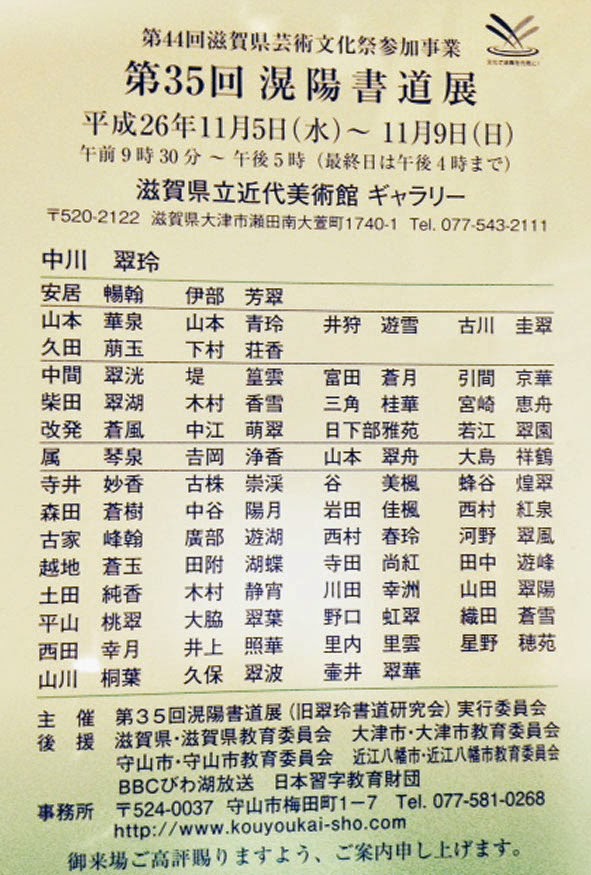 第44回滋賀県芸術文化祭参加事業
第35回 滉陽書道展
平成26年11月5日(水)～ 11月9日(日)
午前9時30分～午後5時(最終日は午後4時まで)
滋賀県立近代美術館 ギャラリー
〒520-2122 滋賀県大津市瀬田南大萱町1740-1 Tel. 077-543-2111
中川 翠玲
安居 暢翰 伊部 芳翠
山本 華泉 山本 青玲 井狩 遊雪 古川 圭翠
久田 萠玉 下村 荘香
中間 翠洸 堤 篁雲 富田 蒼月 引間 京華
柴田 翠湖 木村 香雪 三角 桂華 宮崎 恵舟
改発 蒼風 中江 萌翠 日下部雅苑 若江 翠園
属 琴泉 吉岡 浄香 山本 翠舟 大島 祥鶴
寺井 妙香 古株 崇渓 谷 美楓 蜂谷 煌翠
森田 蒼樹 中谷 陽月 岩田 佳楓 西村 紅泉
古家 峰翰 廣部 遊湖 西村 春玲 河野 翠風
越地 蒼玉 田附 湖蝶 寺田 尚紅 田中 遊峰
土田 純香 木村 静宵 川田 幸洲 山田 翠陽
平山 桃翠 大脇 翠葉 野口 虹翠 織田 蒼雪
西田 幸月 井上 照華 里内 里雲 星野 穂苑
山川 桐葉 久保 翠波 壷井 翠華
主 催 第35回滉陽書道展(旧翠玲書道研究会)実行委員会
後 援 滋賀県・滋賀県教育委員会 大津市・大津市教育委員会
守山市・守山市教育委員会 近江八幡市・近江八幡市教育委員会
BBCびわ湖放送 日本習字教育財団
事務所 〒524-0037 守山市梅田町1－7 Tel. 077-581-0268
http://www.kouyoukai-sho.com
御来場ご高評賜りますよう、ご案内申し上げます。